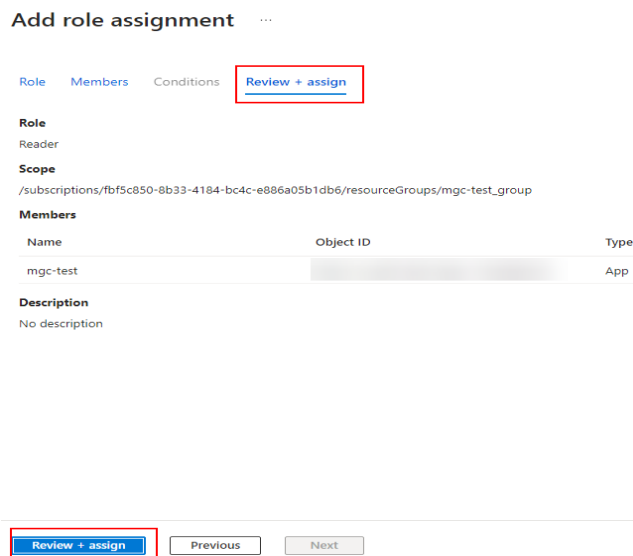 Add role assignment ...
Role Members Conditions Review + assign
Role
Reader
Scope
/subscriptions/fbf5c850-8b33-4184-bc4c-e886a05b1db6/resourceGroups/mgc-test_group
Members
Name Object ID Type
mgc-test App
Description
No description
Review + assign Previous Next